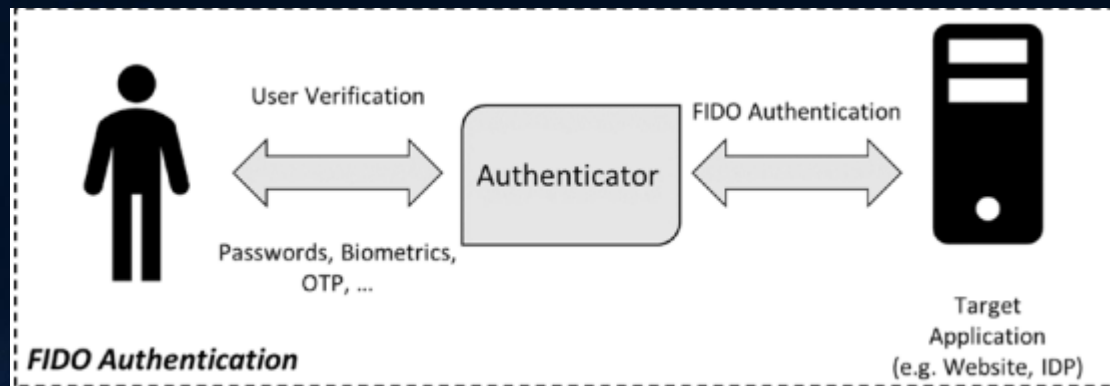 User Verification
FIDO Authentication
Authenticator
Passwords, Biometrics,
OTP, ...
Target
Application
(e.g. Website, IDP)
FIDO Authentication